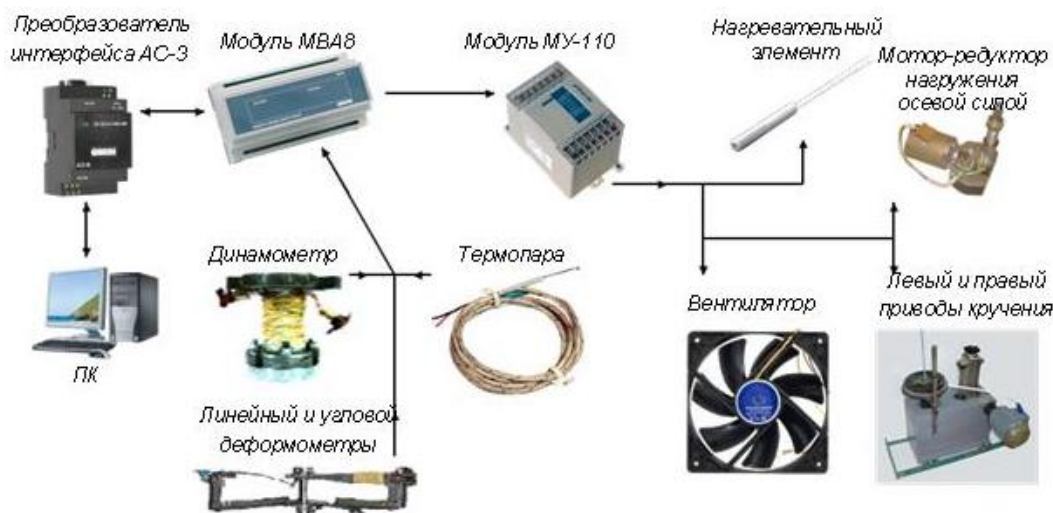 Преобразователь
интерфейса АС-3
Модуль МВА8
Модуль МУ-110
Нагревательный
элемент
Мотор-редуктор
нагружения
осевой силой
Динамометр
Термопара
Вентилятор
Левый и правый
приводы кручения
ПК
Линейный и угловой
деформометры